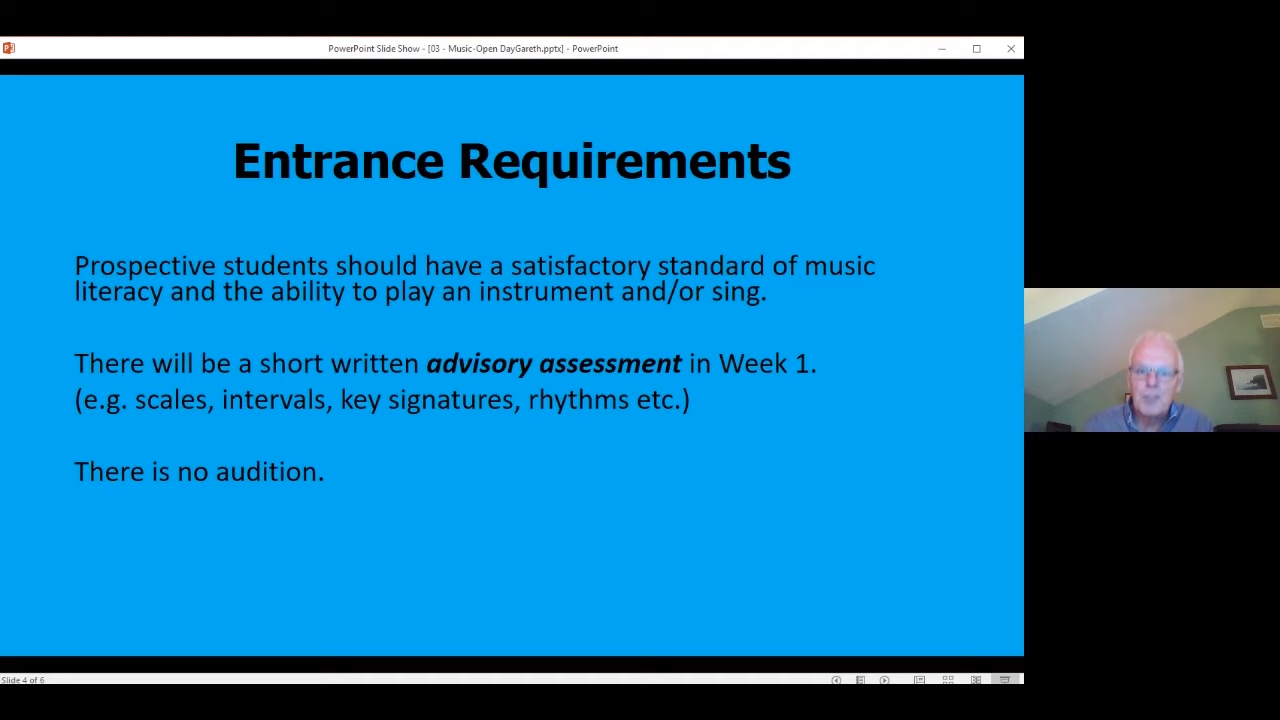 PowerPoint Slide Show - [03 - Music-Open DayGareth.pptx] - PowerPoint
Entrance Requirements
Prospective students should have a satisfactory standard of music
literacy and the ability to play an instrument and/or sing.
There will be a short written advisory assessment in Week 1.
(e.g. scales, intervals, key signatures, rhythms etc.)
There is no audition.
Slide 4 of 6